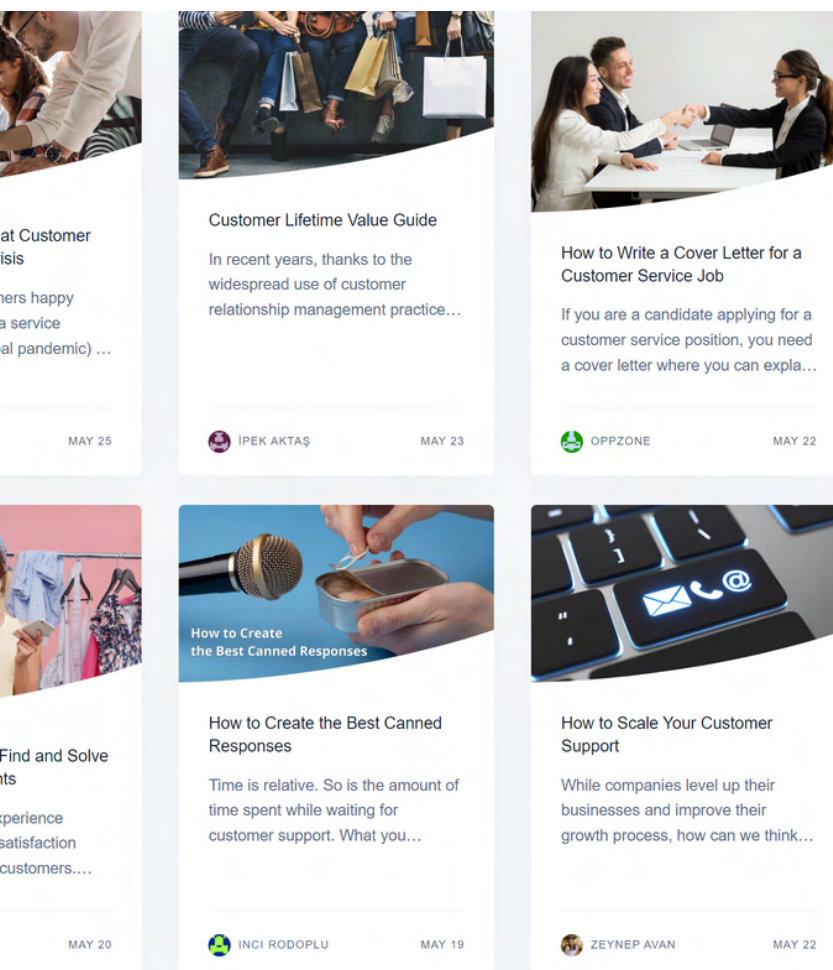 at Customer
isis
ners happy
a service
al pandemic) …
MAY 25
Customer Lifetime Value Guide
In recent years, thanks to the
widespread use of customer
relationship management practice…
İPEK AKTAŞ
MAY 23
How to Write a Cover Letter for a
Customer Service Job
If you are a candidate applying for a
customer service position, you need
a cover letter where you can expla…
OPPZONE
MAY 22
Find and Solve
nts
xperience
satisfaction
customers.…
MAY 20
How to Create
the Best Canned Responses
How to Create the Best Canned
Responses
Time is relative. So is the amount of
time spent while waiting for
customer support. What you…
INCI RODOPLU
MAY 19
@
How to Scale Your Customer
Support
While companies level up their
businesses and improve their
growth process, how can we think…
ZEYNEP AVAN
MAY 22